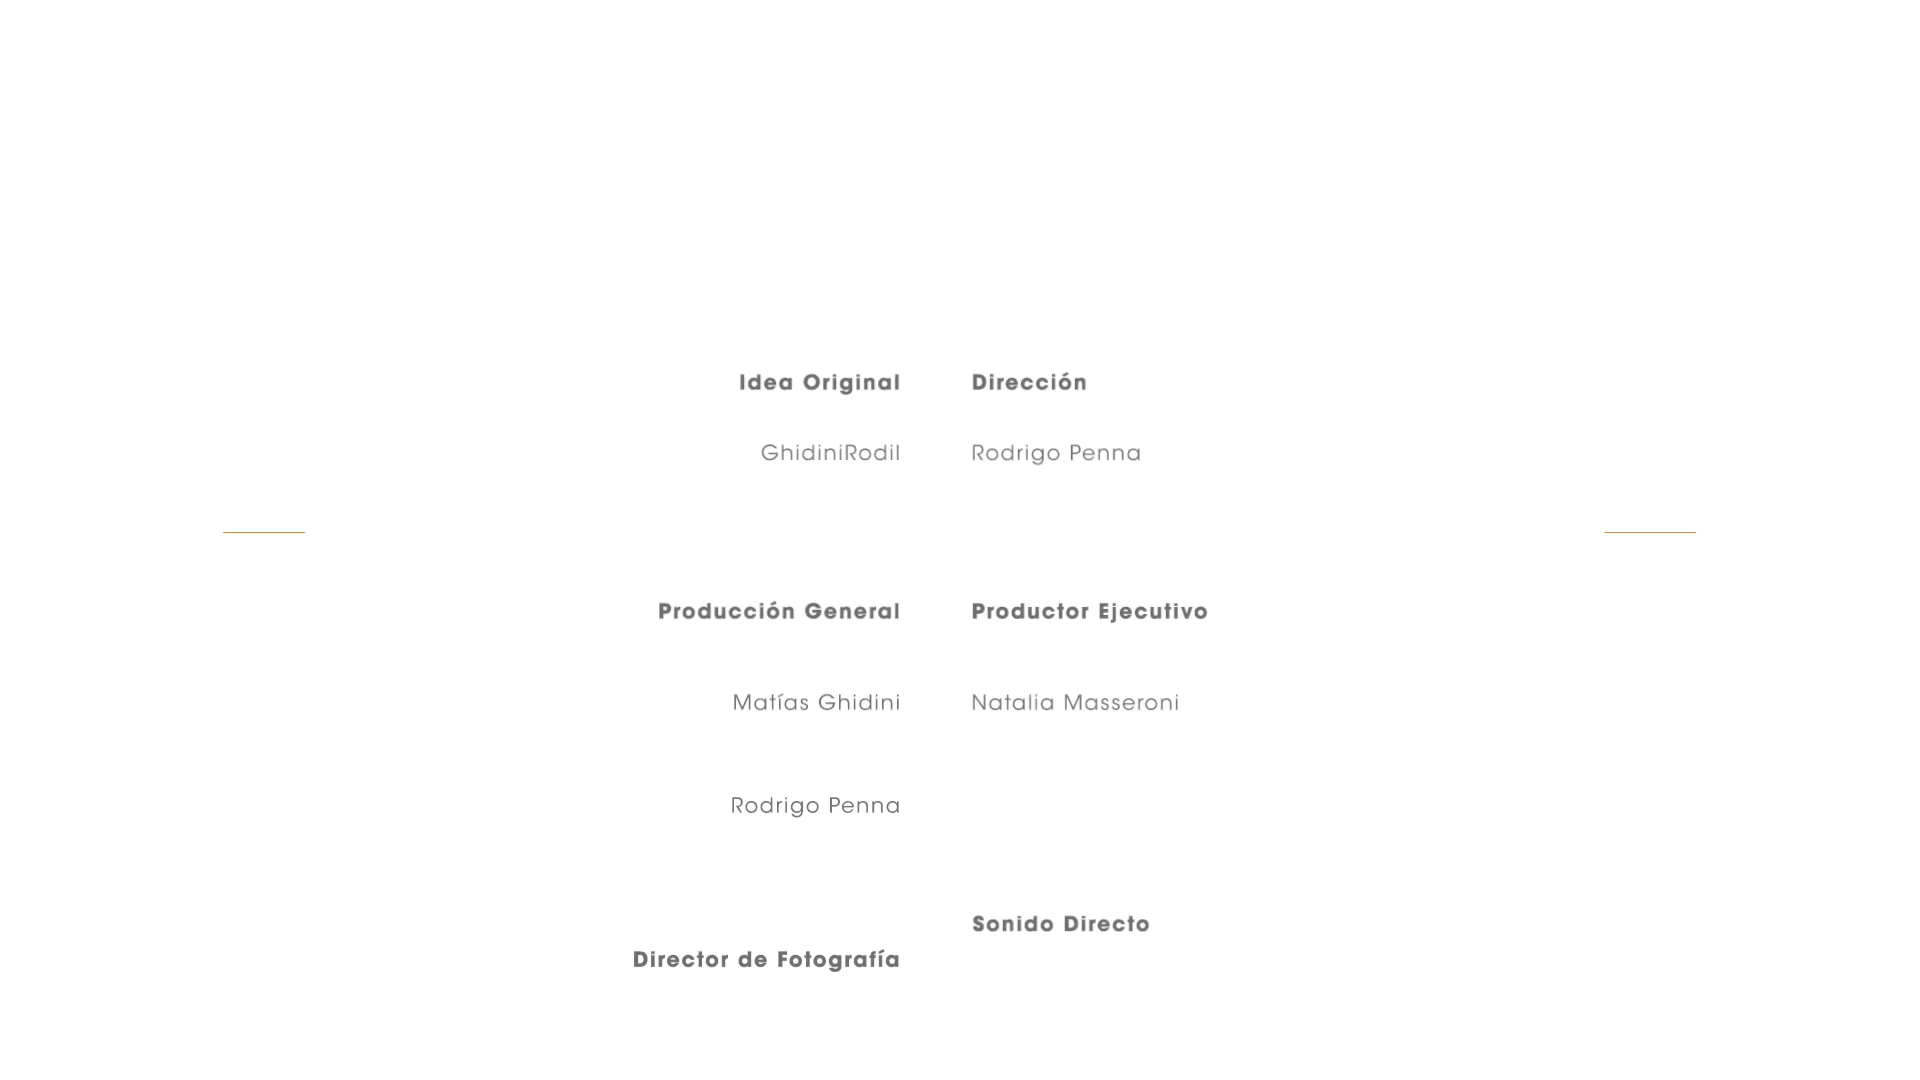 Idea Original
GhidiniRodil
Dirección
Rodrigo Penna
Producción General
Matías Ghidini
Rodrigo Penna
Productor Ejecutivo
Natalia Masseroni
Director de Fotografía
Sonido Directo